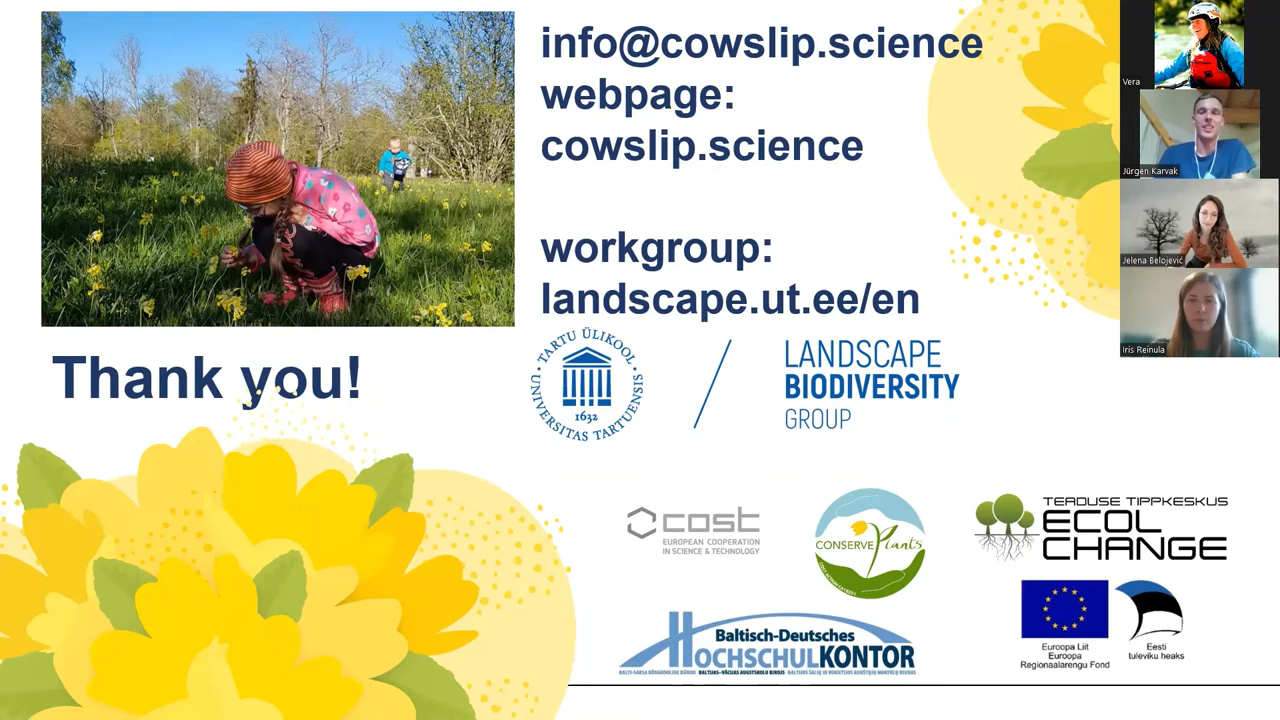 info@cowslip.science
webpage:
cowslip.science
workgroup:
landscape.ut.ee/en
Thank you!
TARTU ÜLIKOOL
UNIVERSITAS TARTUENSIS
1632
LANDSCAPE
BIODIVERSITY
GROUP
cost
EUROPEAN COOPERATION
IN SCIENCE & TECHNOLOGY
CONSERVE Plants
TEADUSE TIPPKESKUS
ECOL
CHANGE
Baltisch-Deutsches
HOCHSCHULKONTOR
Euroopa Liit
Euroopa
Regionaalarengu Fond
Eesti
tuleviku heaks
Vera
Jürgen Karvak
Jelena Belojević
Iris Reinula